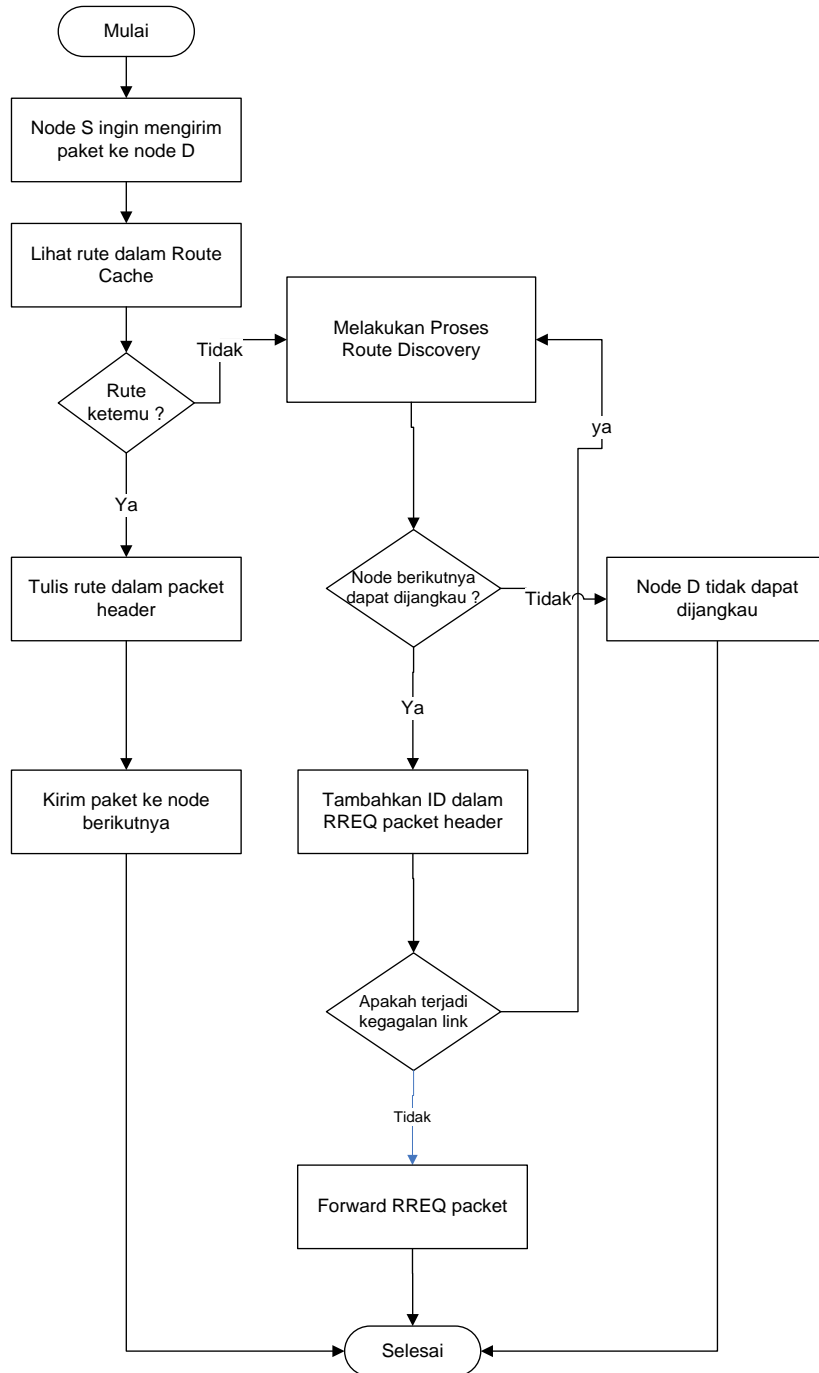 Mulai
Node S ingin mengirim
paket ke node D
Lihat rute dalam Route
Cache
Rute
ketemu ?
Tidak
Melakukan Proses
Route Discovery
ya
Ya
Tulis rute dalam packet
header
Node berikutnya
dapat dijangkau ?
Tidak
Node D tidak dapat
dijangkau
Ya
Kirim paket ke node
berikutnya
Tambahkan ID dalam
RREQ packet header
Apakah terjadi
kegagalan link
Tidak
Forward RREQ packet
Selesai